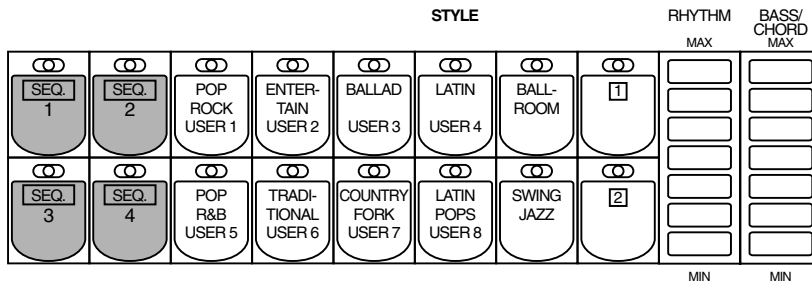 STYLE
RHYTHM
BASS/
CHORD
MAX
MAX
SEQ.
1
SEQ.
2
POP
ROCK
USER 1
ENTER-
TAIN
USER 2
BALLAD
USER 3
LATIN
USER 4
BALL-
ROOM
1
SEQ.
3
SEQ.
4
POP
R&B
USER 5
TRADI-
TIONAL
USER 6
COUNTRY
FORK
USER 7
LATIN
POPS
USER 8
SWING
JAZZ
2
MIN
MIN